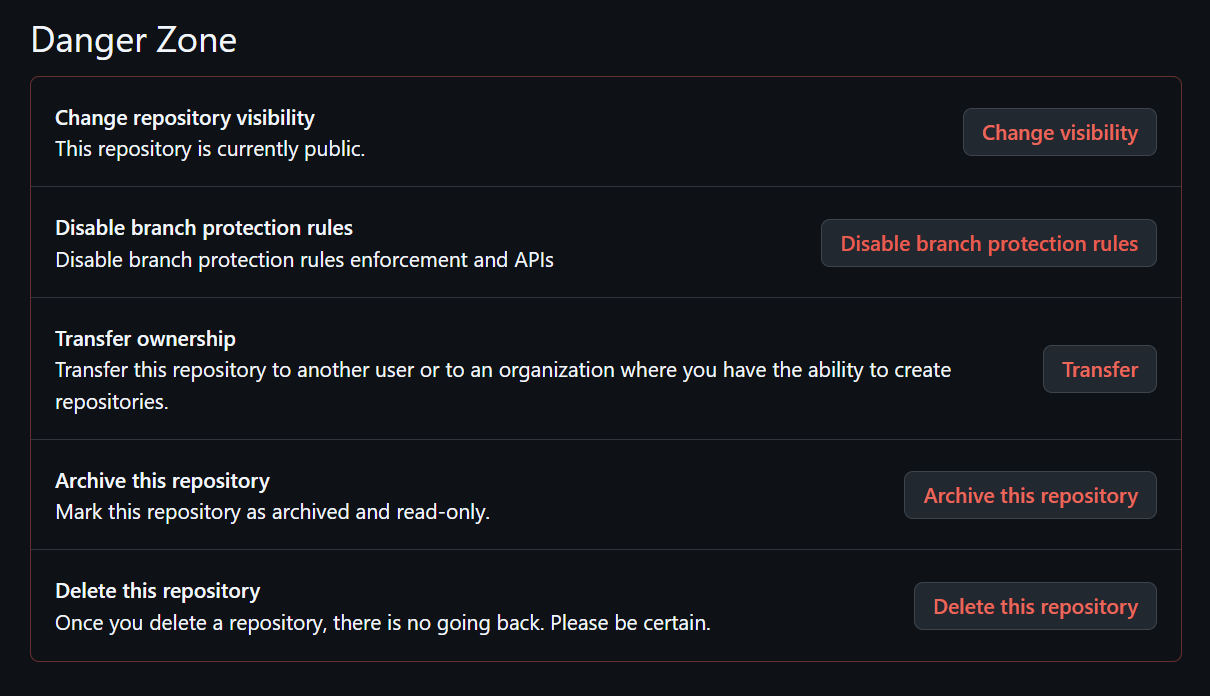 Danger Zone
Change repository visibility
This repository is currently public.
Change visibility
Disable branch protection rules
Disable branch protection rules enforcement and APIs
Disable branch protection rules
Transfer ownership
Transfer this repository to another user or to an organization where you have the ability to create
repositories.
Transfer
Archive this repository
Mark this repository as archived and read-only.
Archive this repository
Delete this repository
Once you delete a repository, there is no going back. Please be certain.
Delete this repository